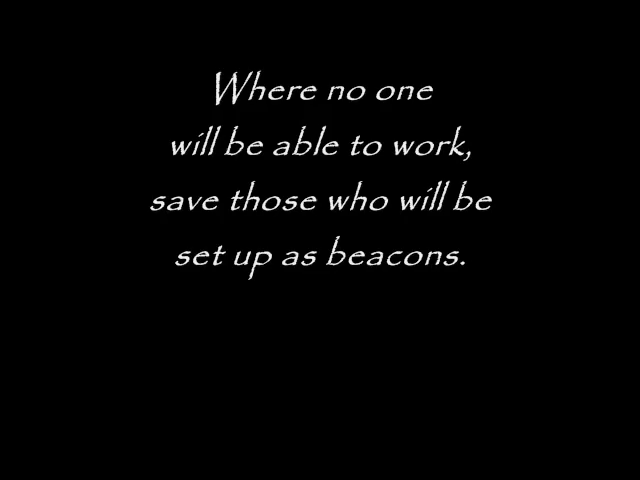 Where no one
will be able to work,
save those who will be
set up as beacons.